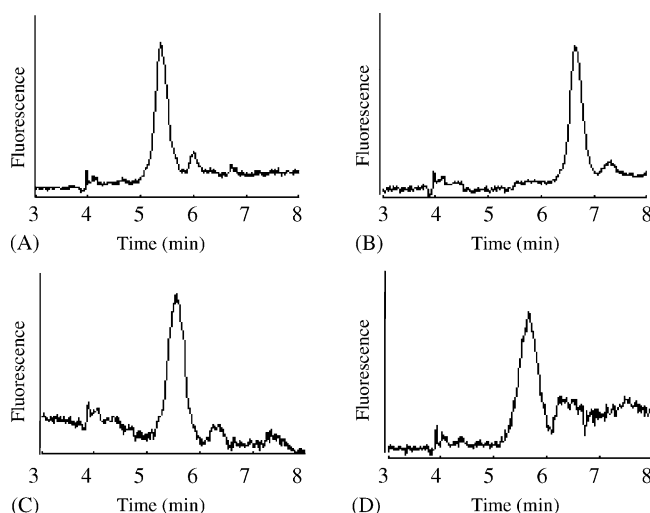 Fluorescence
3 4 5 6 7 8
(A) Time (min)
Fluorescence
3 4 5 6 7 8
(B) Time (min)
Fluorescence
3 4 5 6 7 8
(C) Time (min)
Fluorescence
3 4 5 6 7 8
(D) Time (min)